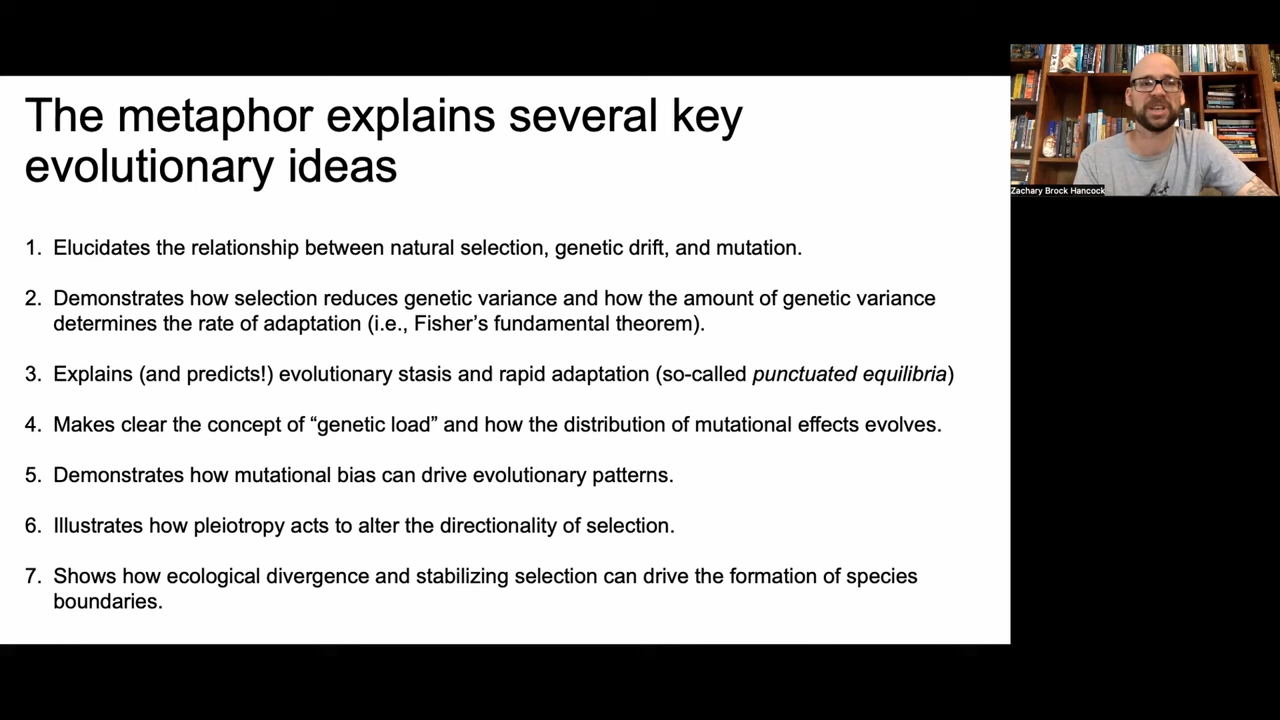 The metaphor explains several key
evolutionary ideas
1. Elucidates the relationship between natural selection, genetic drift, and mutation.
2. Demonstrates how selection reduces genetic variance and how the amount of genetic variance
determines the rate of adaptation (i.e., Fisher’s fundamental theorem).
3. Explains (and predicts!) evolutionary stasis and rapid adaptation (so-called punctuated equilibria)
4. Makes clear the concept of “genetic load” and how the distribution of mutational effects evolves.
5. Demonstrates how mutational bias can drive evolutionary patterns.
6. Illustrates how pleiotropy acts to alter the directionality of selection.
7. Shows how ecological divergence and stabilizing selection can drive the formation of species
boundaries.
Zachary Brock Hancock